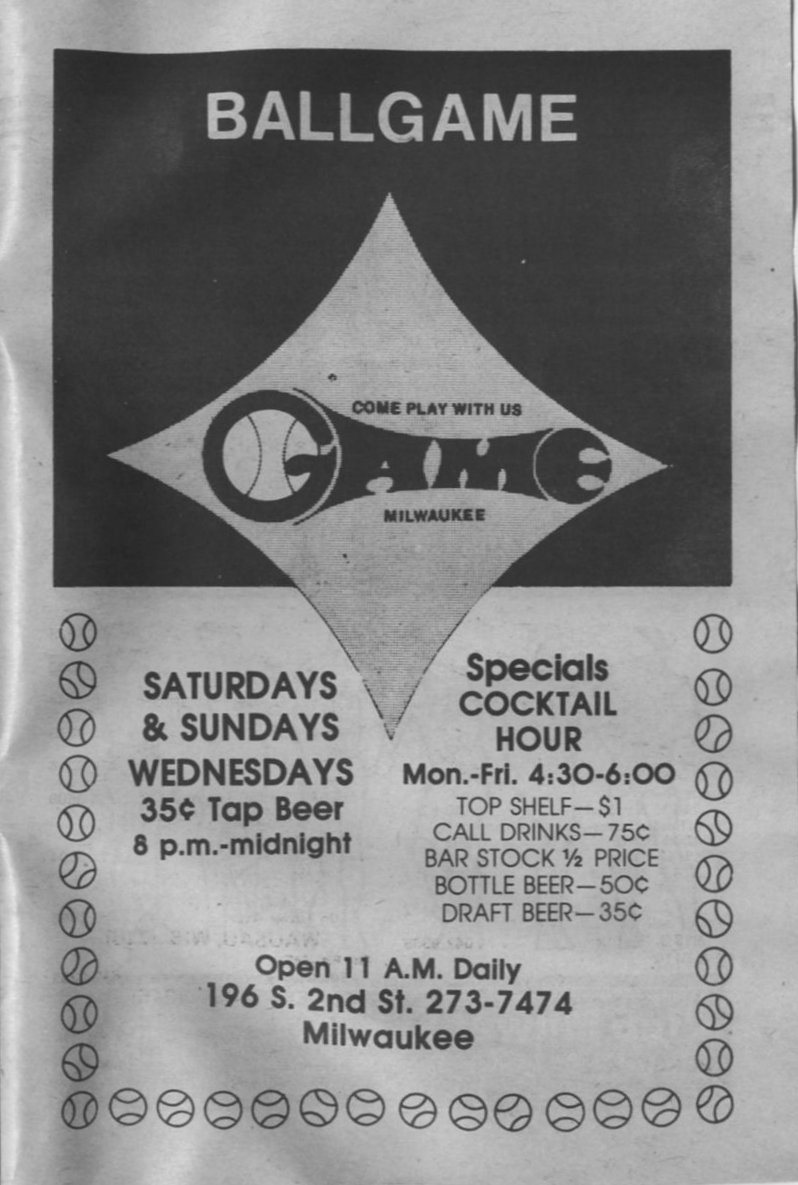 BALLGAME
COME PLAY WITH US
GAME
MILWAUKEE
SATURDAYS
& SUNDAYS
WEDNESDAYS
35¢ Tap Beer
8 p.m.-midnight
Specials
COCKTAIL
HOUR
Mon.-Fri. 4:30-6:00
TOP SHELF—$1
CALL DRINKS—75¢
BAR STOCK ½ PRICE
BOTTLE BEER—50¢
DRAFT BEER—35¢
Open 11 A.M. Daily
196 S. 2nd St. 273-7474
Milwaukee